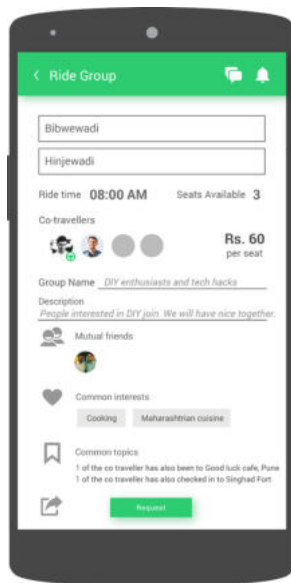 Ride Group
Bibwewadi
Hinjewadi
Ride time 08:00 AM Seats Available 3
Co-travellers
Rs. 60
per seat
Group Name DIY enthusiasts and tech hacks
Description
People interested in DIY join. We will have nice together.
Mutual friends
Common interests
Cooking Maharashtrian cuisine
Common topics
1 of the co traveller has also been to Good luck cafe, Pune
1 of the co traveller has also checked in to Singhad Fort
Request